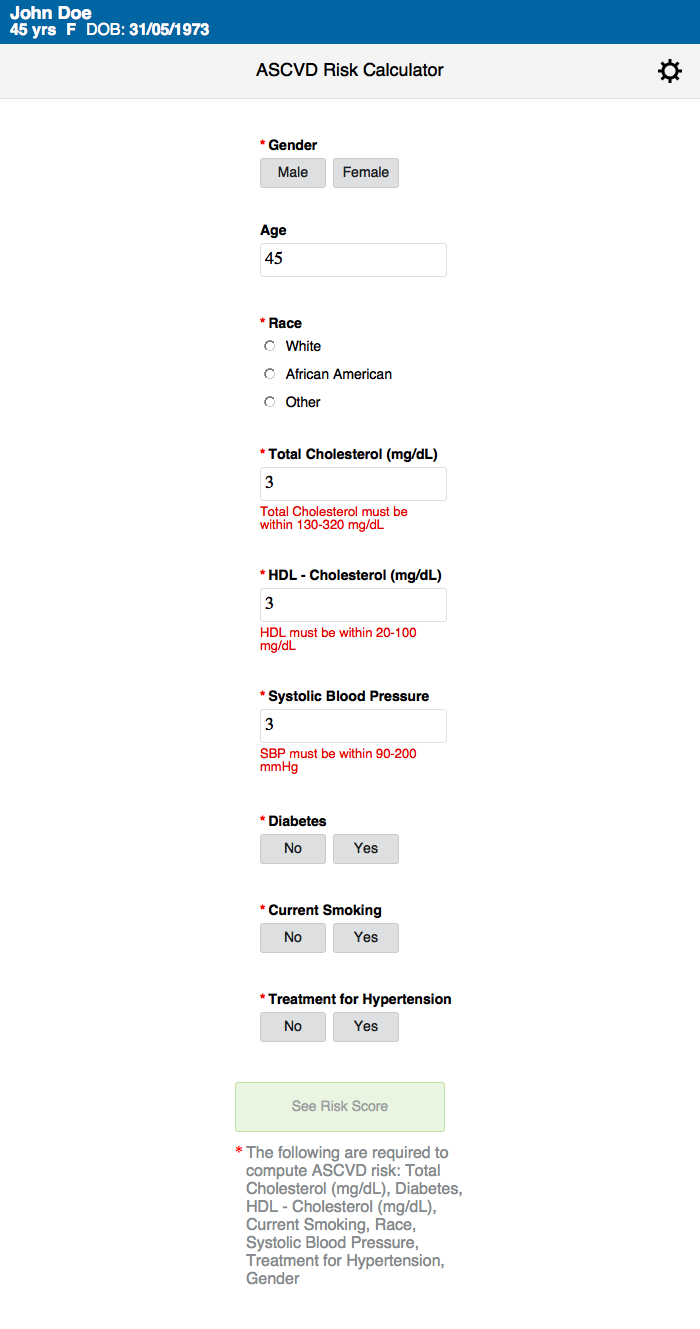 John Doe
45 yrs F DOB: 31/05/1973
ASCVD Risk Calculator
* Gender
Male Female
Age
45
* Race
White
African American
Other
* Total Cholesterol (mg/dL)
3
Total Cholesterol must be
within 130-320 mg/dL
* HDL - Cholesterol (mg/dL)
3
HDL must be within 20-100
mg/dL
* Systolic Blood Pressure
3
SBP must be within 90-200
mmHg
* Diabetes
No Yes
* Current Smoking
No Yes
* Treatment for Hypertension
No Yes
See Risk Score
* The following are required to
compute ASCVD risk: Total
Cholesterol (mg/dL), Diabetes,
HDL - Cholesterol (mg/dL),
Current Smoking, Race,
Systolic Blood Pressure,
Treatment for Hypertension,
Gender